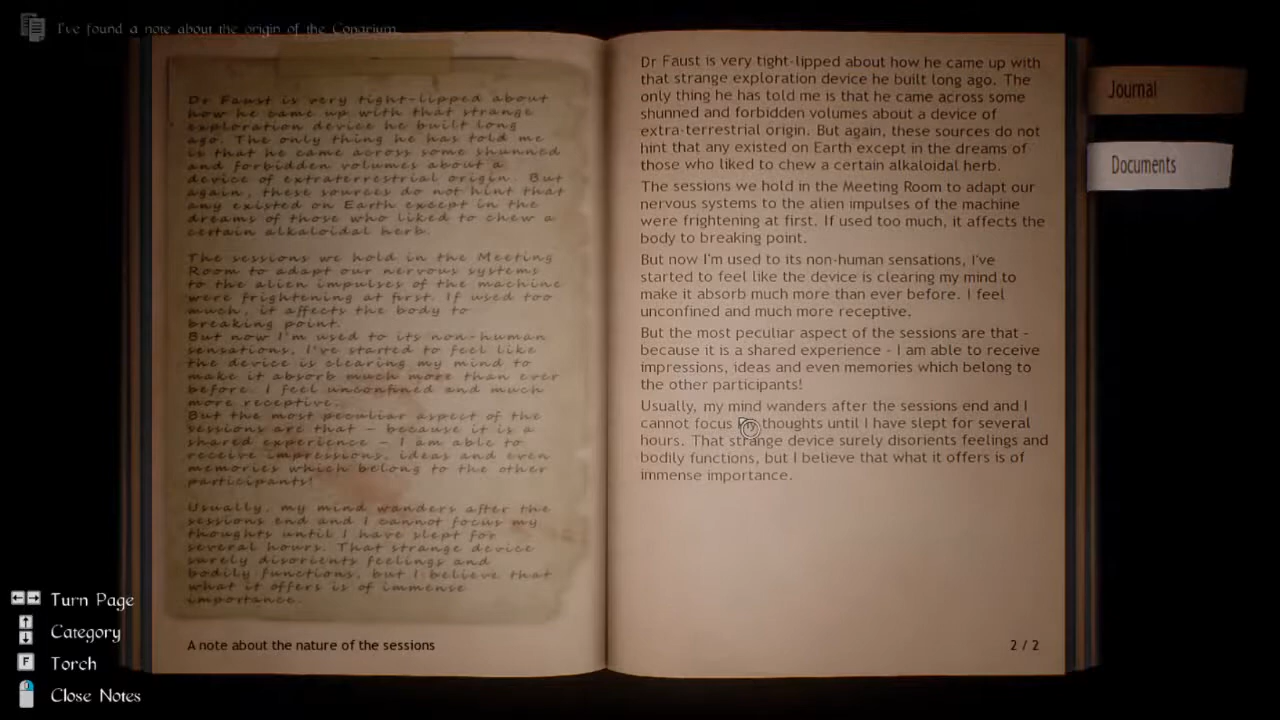 I've found a note about the origin of the Conarium.
Dr Faust is very tight-lipped about
how he came up with that strange
exploration device he built long
ago. The only thing he has told me
is that he came across some shunned
and forbidden volumes about a
device of extraterrestrial origin. But
again, these sources do not hint that
any existed on Earth except in the
dreams of those who liked to chew a
certain alkaloidal herb.
The sessions we hold in the Meeting
Room to adapt our nervous systems
to the alien impulses of the machine
were frightening at first. If used too
much, it affects the body to
breaking point.
But now I'm used to its non-human
sensations, I've started to feel like
the device is clearing my mind to
make it absorb much more than ever
before. I feel unconfined and much
more receptive.
But the most peculiar aspect of the
sessions are that - because it is a
shared experience - I am able to
receive impressions, ideas and even
memories which belong to the other
participants!
Usually, my mind wanders after the
sessions end and I cannot focus my
thoughts until I have slept for
several hours. That strange device
surely disorients feelings and
bodily functions, but I believe that
what it offers is of immense
importance.
A note about the nature of the sessions
Dr Faust is very tight-lipped about how he came up with
that strange exploration device he built long ago. The
only thing he has told me is that he came across some
shunned and forbidden volumes about a device of
extra-terrestrial origin. But again, these sources do not
hint that any existed on Earth except in the dreams of
those who liked to chew a certain alkaloidal herb.
The sessions we hold in the Meeting Room to adapt our
nervous systems to the alien impulses of the machine
were frightening at first. If used too much, it affects the
body to breaking point.
But now I'm used to its non-human sensations, I've
started to feel like the device is clearing my mind to
make it absorb much more than ever before. I feel
unconfined and much more receptive.
But the most peculiar aspect of the sessions are that -
because it is a shared experience - I am able to receive
impressions, ideas and even memories which belong to
the other participants!
Usually, my mind wanders after the sessions end and I
cannot focus my thoughts until I have slept for several
hours. That strange device surely disorients feelings and
bodily functions, but I believe that what it offers is of
immense importance.
2 / 2
Journal
Documents
Turn Page
Category
F Torch
Close Notes